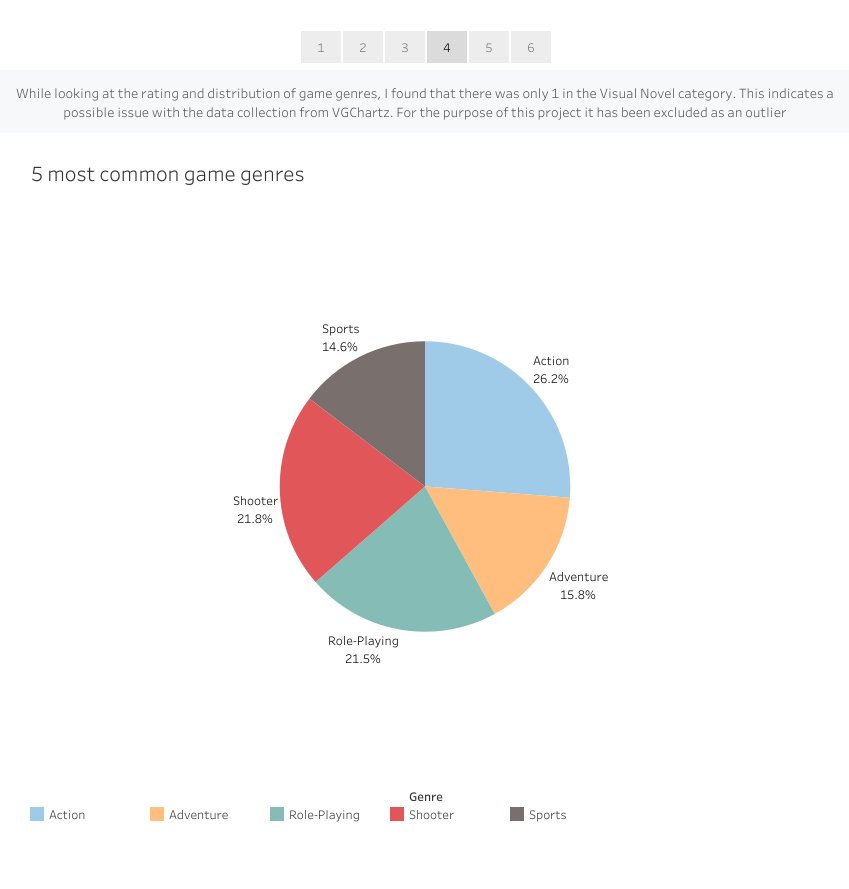 1 2 3 4 5 6
While looking at the rating and distribution of game genres, I found that there was only 1 in the Visual Novel category. This indicates a
possible issue with the data collection from VGChartz. For the purpose of this project it has been excluded as an outlier
5 most common game genres
Sports
14.6%
Action
26.2%
Shooter
21.8%
Adventure
15.8%
Role-Playing
21.5%
Genre
Action Adventure Role-Playing Shooter Sports